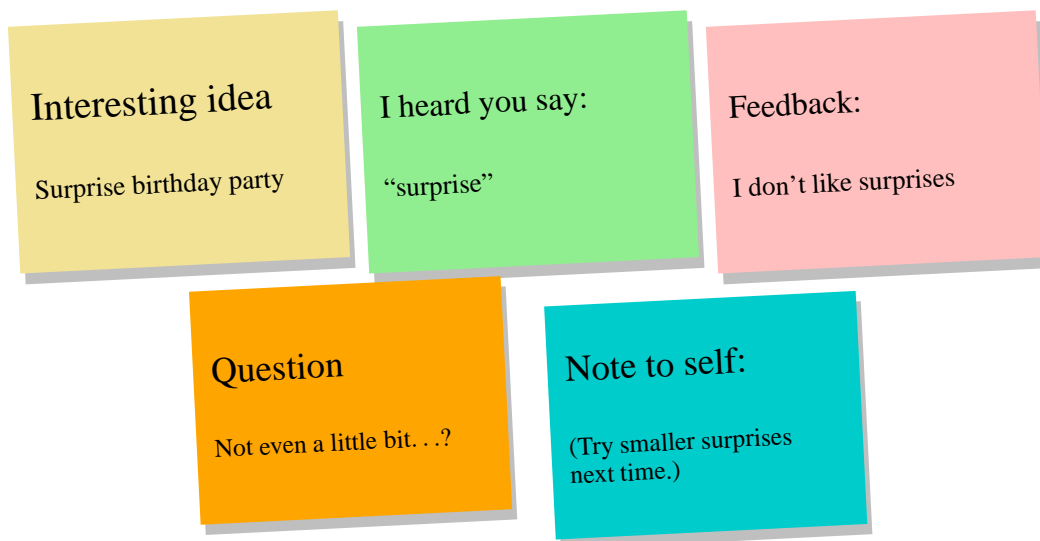 Interesting idea
Surprise birthday party
I heard you say:
“surprise”
Feedback:
I don’t like surprises
Question
Not even a little bit. . .?
Note to self:
(Try smaller surprises
next time.)